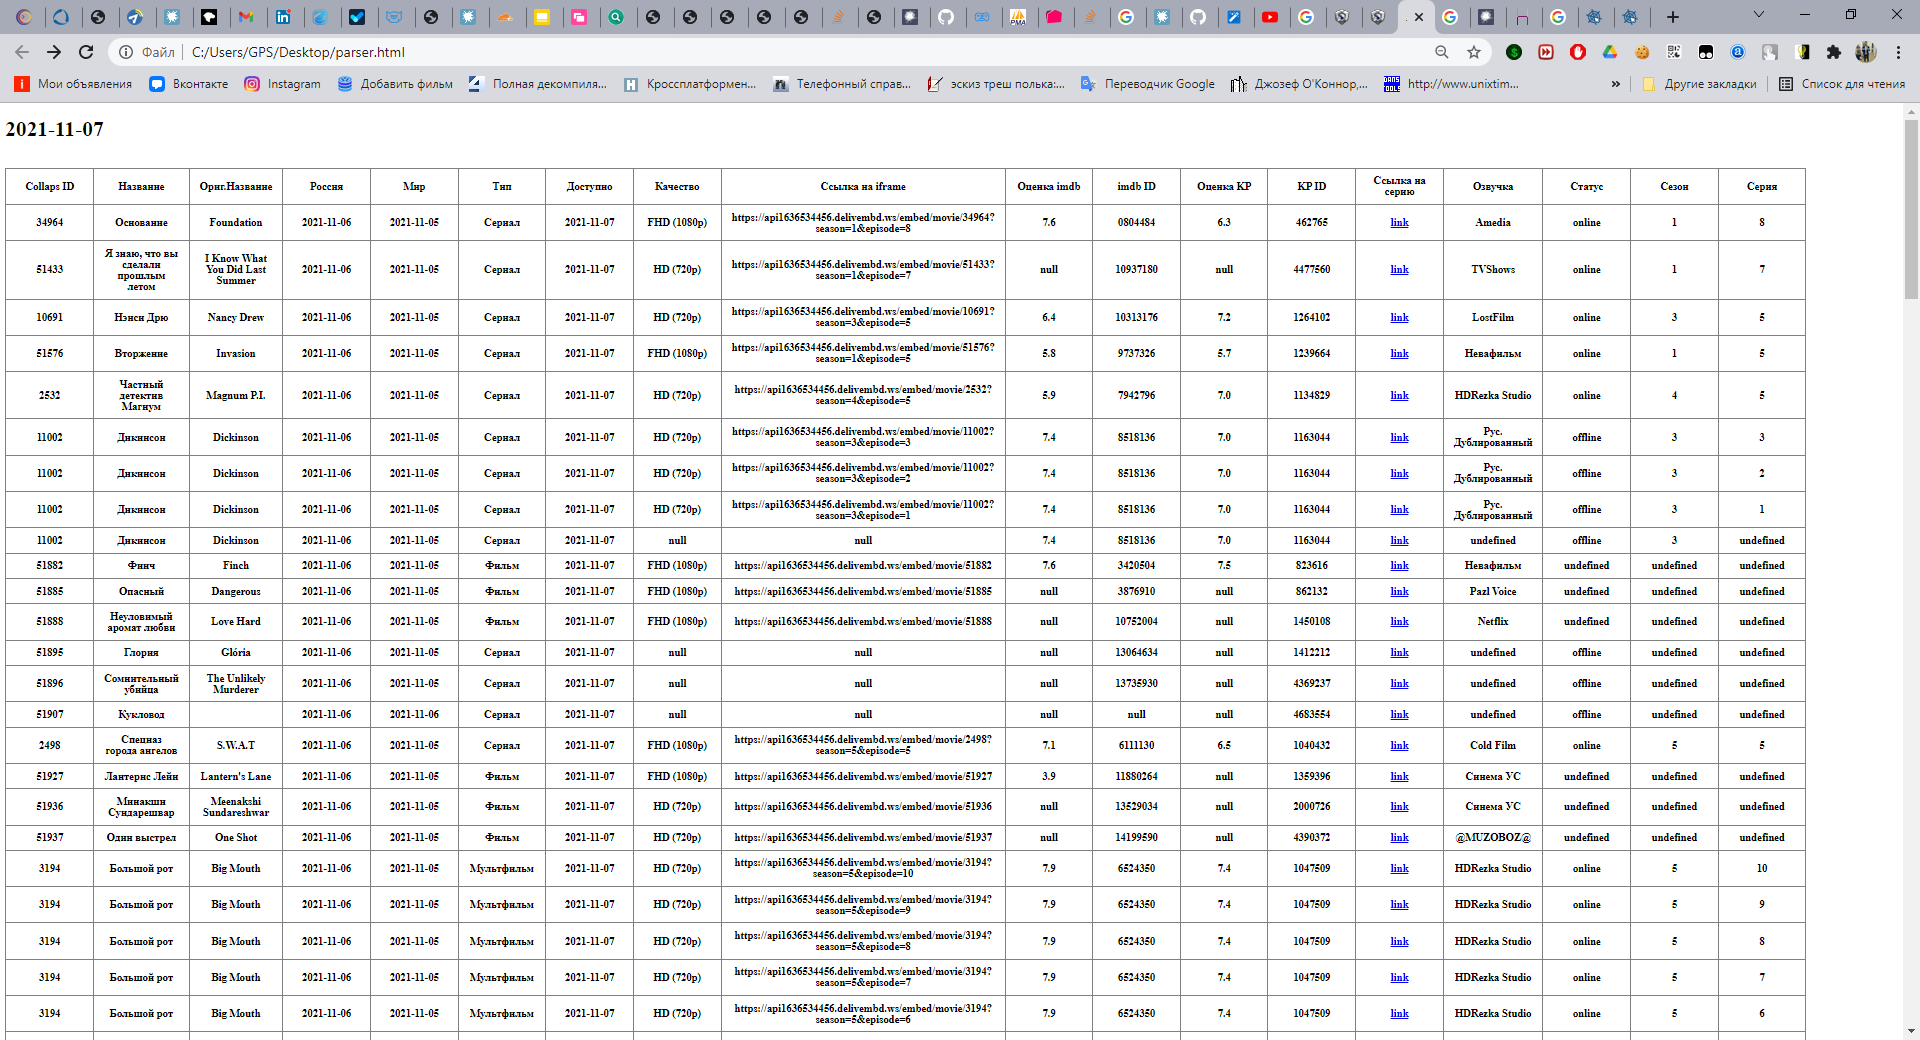 Файл C:/Users/GPS/Desktop/parser.html
Мои объявления Вконтакте Instagram Добавить фильм Полная декомпиля... Кроссплатформен... Телефонный справ... эскиз треш полька:... Переводчик Google Джозеф О'Коннор,... http://www.unixtim... » Другие закладки Список для чтения
2021-11-07
Collaps ID Название Ориг.Название Россия Мир Тип Доступно Качество Ссылка на iframe Оценка imdb imdb ID Оценка KP KP ID Ссылка на серию Озвучка Статус Сезон Серия
34964 Основание Foundation 2021-11-06 2021-11-05 Сериал 2021-11-07 FHD (1080p) https://api1636534456.delivembd.ws/embed/movie/34964?season=1&episode=8 7.6 0804484 6.3 462765 link Amedia online 1 8
51433 Я знаю, что вы сделали прошлым летом I Know What You Did Last Summer 2021-11-06 2021-11-05 Сериал 2021-11-07 HD (720p) https://api1636534456.delivembd.ws/embed/movie/51433?season=1&episode=7 null 10937180 null 4477560 link TVShows online 1 7
10691 Нэнси Дрю Nancy Drew 2021-11-06 2021-11-05 Сериал 2021-11-07 HD (720p) https://api1636534456.delivembd.ws/embed/movie/10691?season=3&episode=5 6.4 10313176 7.2 1264102 link LostFilm online 3 5
51576 Вторжение Invasion 2021-11-06 2021-11-05 Сериал 2021-11-07 FHD (1080p) https://api1636534456.delivembd.ws/embed/movie/51576?season=1&episode=5 5.8 9737326 5.7 1239664 link Невафильм online 1 5
2532 Частный детектив Магнум Magnum P.I. 2021-11-06 2021-11-05 Сериал 2021-11-07 HD (720p) https://api1636534456.delivembd.ws/embed/movie/2532?season=4&episode=5 5.9 7942796 7.0 1134829 link HDRezka Studio online 4 5
11002 Дикинсон Dickinson 2021-11-06 2021-11-05 Сериал 2021-11-07 HD (720p) https://api1636534456.delivembd.ws/embed/movie/11002?season=3&episode=3 7.4 8518136 7.0 1163044 link Рус. Дублированный offline 3 3
11002 Дикинсон Dickinson 2021-11-06 2021-11-05 Сериал 2021-11-07 HD (720p) https://api1636534456.delivembd.ws/embed/movie/11002?season=3&episode=2 7.4 8518136 7.0 1163044 link Рус. Дублированный offline 3 2
11002 Дикинсон Dickinson 2021-11-06 2021-11-05 Сериал 2021-11-07 HD (720p) https://api1636534456.delivembd.ws/embed/movie/11002?season=3&episode=1 7.4 8518136 7.0 1163044 link Рус. Дублированный offline 3 1
11002 Дикинсон Dickinson 2021-11-06 2021-11-05 Сериал 2021-11-07 null null 7.4 8518136 7.0 1163044 link undefined offline 3 undefined
51882 Финч Finch 2021-11-06 2021-11-05 Фильм 2021-11-07 FHD (1080p) https://api1636534456.delivembd.ws/embed/movie/51882 7.6 3420504 7.5 823616 link Невафильм undefined undefined undefined
51885 Опасный Dangerous 2021-11-06 2021-11-05 Фильм 2021-11-07 FHD (1080p) https://api1636534456.delivembd.ws/embed/movie/51885 null 3876910 null 862132 link Pazl Voice undefined undefined undefined
51888 Неуловимый аромат любви Love Hard 2021-11-06 2021-11-05 Фильм 2021-11-07 FHD (1080p) https://api1636534456.delivembd.ws/embed/movie/51888 null 10752004 null 1450108 link Netflix undefined undefined undefined
51895 Глория Glória 2021-11-06 2021-11-05 Сериал 2021-11-07 null null null 13064634 null 1412212 link undefined offline undefined undefined
51896 Сомнительный убийца The Unlikely Murderer 2021-11-06 2021-11-05 Сериал 2021-11-07 null null null 13735930 null 4369237 link undefined offline undefined undefined
51907 Кукловод 2021-11-06 2021-11-06 Сериал 2021-11-07 null null null null null 4683554 link undefined offline undefined undefined
2498 Спецназ города ангелов S.W.A.T 2021-11-06 2021-11-05 Сериал 2021-11-07 FHD (1080p) https://api1636534456.delivembd.ws/embed/movie/2498?season=5&episode=5 7.1 6111130 6.5 1040432 link Cold Film online 5 5
51927 Лантернс Лейн Lantern's Lane 2021-11-06 2021-11-05 Фильм 2021-11-07 FHD (1080p) https://api1636534456.delivembd.ws/embed/movie/51927 3.9 11880264 null 1359396 link Синема УС undefined undefined undefined
51936 Минакши Сундарешвар Meenakshi Sundareshwar 2021-11-06 2021-11-05 Фильм 2021-11-07 HD (720p) https://api1636534456.delivembd.ws/embed/movie/51936 null 13529034 null 2000726 link Синема УС undefined undefined undefined
51937 Один выстрел One Shot 2021-11-06 2021-11-05 Фильм 2021-11-07 HD (720p) https://api1636534456.delivembd.ws/embed/movie/51937 null 14199590 null 4390372 link @MUZOBOZ@ undefined undefined undefined
3194 Большой рот Big Mouth 2021-11-06 2021-11-05 Мультфильм 2021-11-07 HD (720p) https://api1636534456.delivembd.ws/embed/movie/3194?season=5&episode=10 7.9 6524350 7.4 1047509 link HDRezka Studio online 5 10
3194 Большой рот Big Mouth 2021-11-06 2021-11-05 Мультфильм 2021-11-07 HD (720p) https://api1636534456.delivembd.ws/embed/movie/3194?season=5&episode=9 7.9 6524350 7.4 1047509 link HDRezka Studio online 5 9
3194 Большой рот Big Mouth 2021-11-06 2021-11-05 Мультфильм 2021-11-07 HD (720p) https://api1636534456.delivembd.ws/embed/movie/3194?season=5&episode=8 7.9 6524350 7.4 1047509 link HDRezka Studio online 5 8
3194 Большой рот Big Mouth 2021-11-06 2021-11-05 Мультфильм 2021-11-07 HD (720p) https://api1636534456.delivembd.ws/embed/movie/3194?season=5&episode=7 7.9 6524350 7.4 1047509 link HDRezka Studio online 5 7
3194 Большой рот Big Mouth 2021-11-06 2021-11-05 Мультфильм 2021-11-07 HD (720p) https://api1636534456.delivembd.ws/embed/movie/3194?season=5&episode=6 7.9 6524350 7.4 1047509 link HDRezka Studio online 5 6